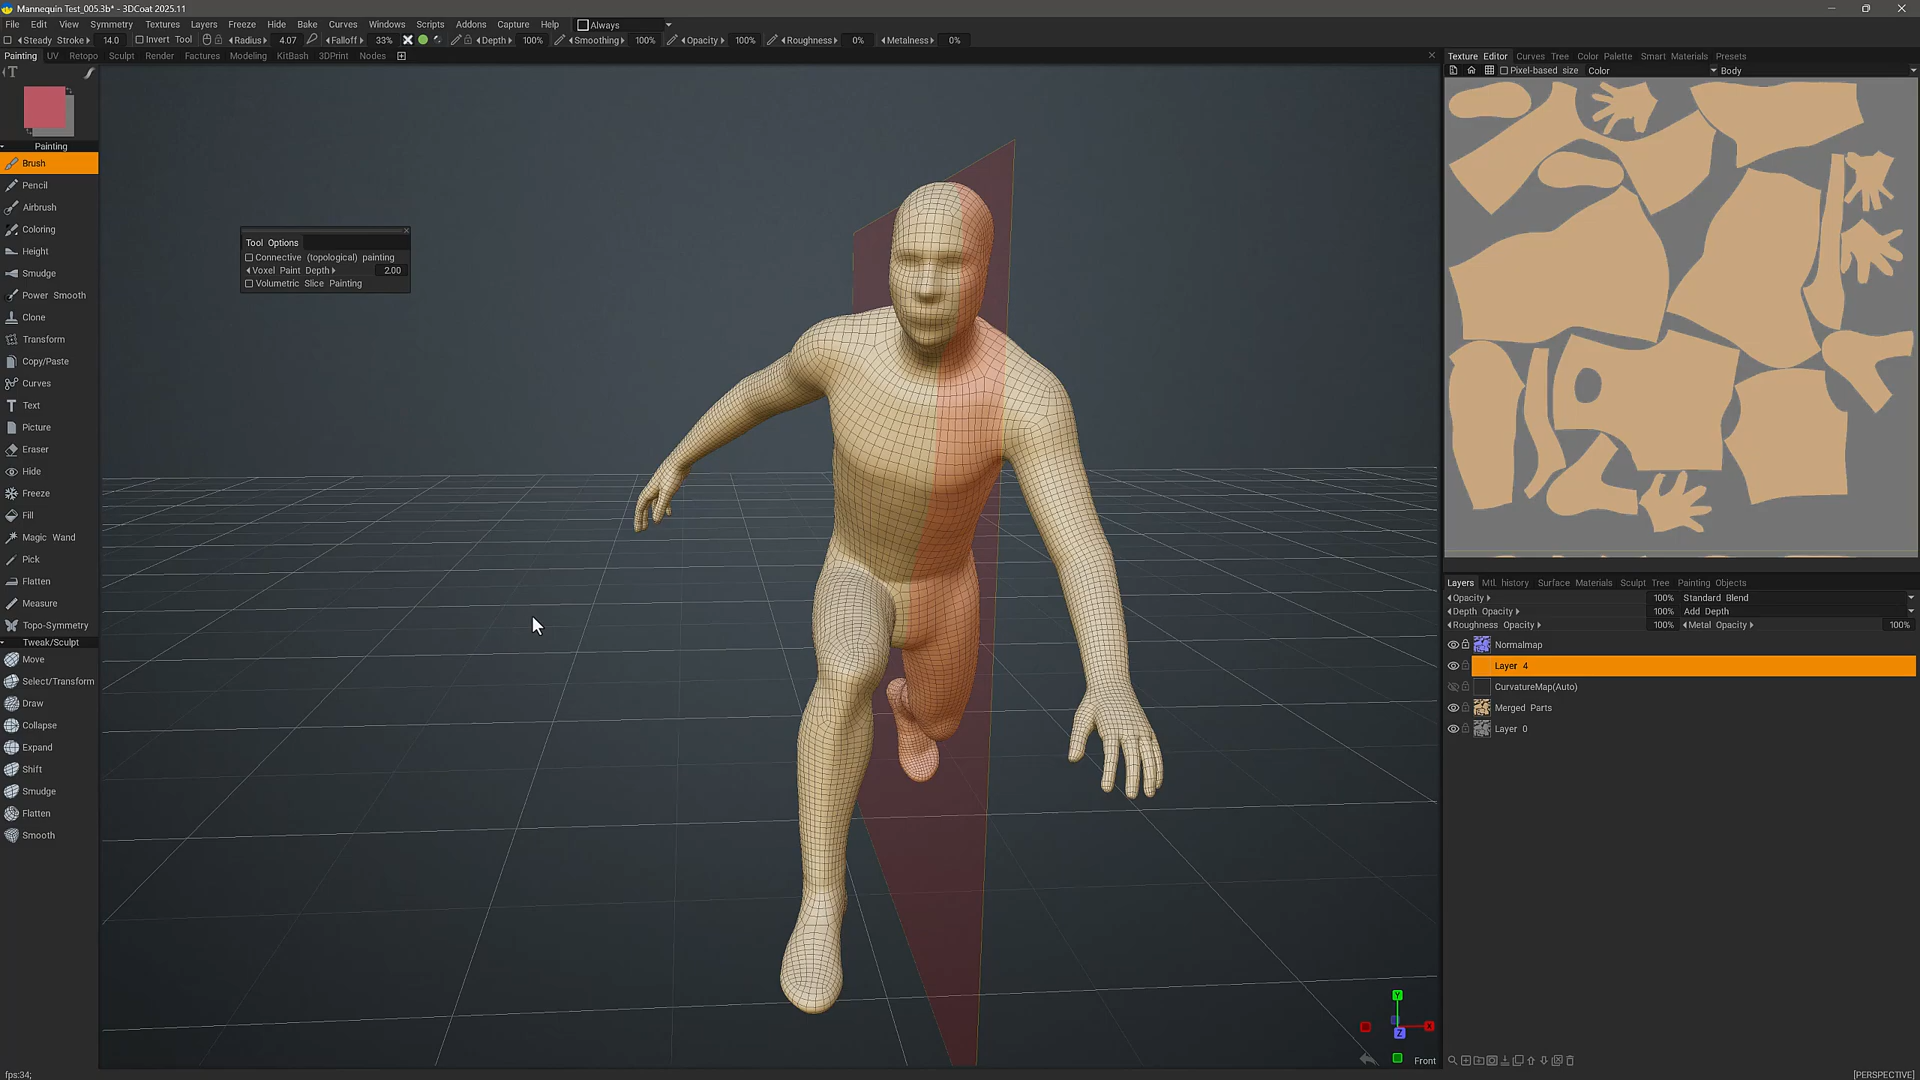 Mannequin Test_005.3b* - 3DCoat 2025.11
File Edit View Symmetry Textures Layers Freeze Hide Bake Curves Windows Scripts Addons Capture Help Always
Steady Stroke 14.0 Invert Tool Radius 4.07 Falloff 33% Depth 100% Smoothing 100% Opacity 100% Roughness 0% Metalness 0%
Painting UV Retopo Sculpt Render Factures Modeling KitBash 3DPrint Nodes
T
Painting
Brush
Pencil
Airbrush
Coloring
Height
Smudge
Power Smooth
Clone
Transform
Copy/Paste
Curves
Text
Picture
Eraser
Hide
Freeze
Fill
Magic Wand
Pick
Flatten
Measure
Topo-Symmetry
Tweak/Sculpt
Move
Select/Transform
Draw
Collapse
Expand
Shift
Smudge
Flatten
Smooth
fps:34;
Tool Options
Connective (topological) painting
Voxel Paint Depth 2.00
Volumetric Slice Painting
Y
X
Z
Front
Texture Editor Curves Tree Color Palette Smart Materials Presets
Pixel-based size Color Body
Layers Mtl. history Surface Materials Sculpt Tree Painting Objects
Opacity 100% Standard Blend
Depth Opacity 100% Add Depth
Roughness Opacity 100% Metal Opacity 100%
Normalmap
Layer 4
CurvatureMap(Auto)
Merged Parts
Layer 0
[PERSPECTIVE]